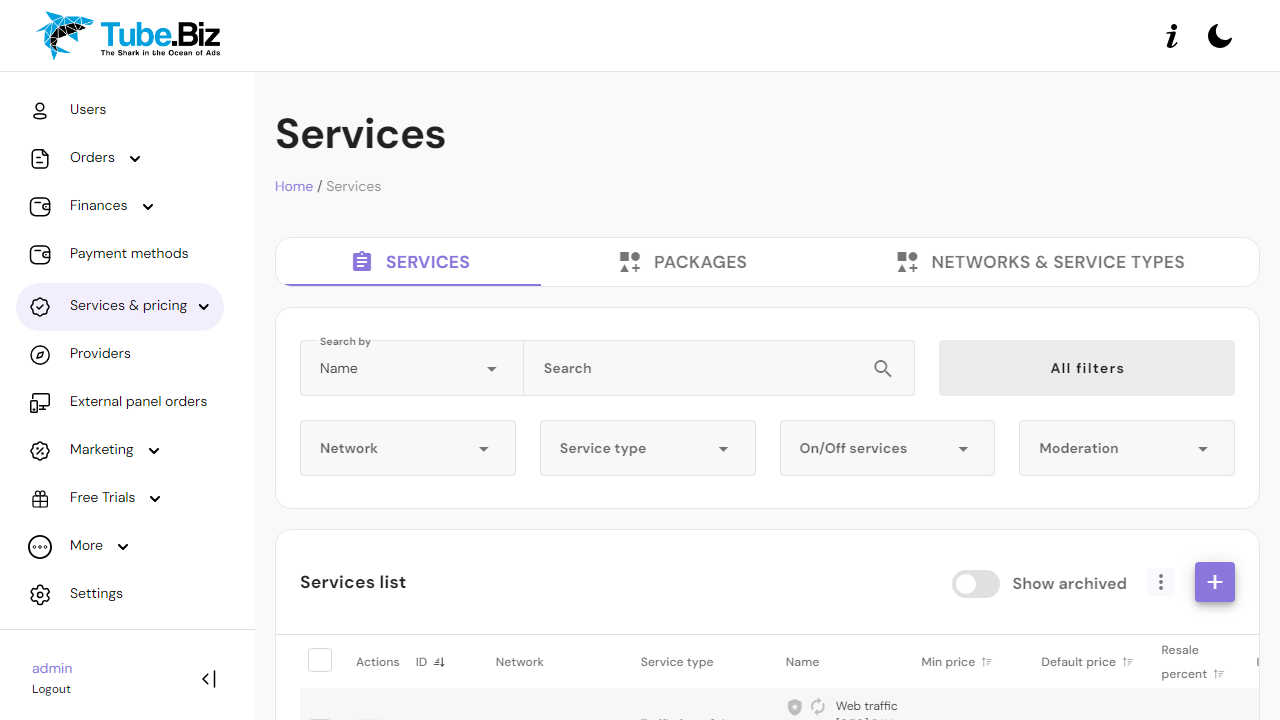 Tube.Biz
The Shark in the Ocean of Ads
Users
Orders
Finances
Payment methods
Services & pricing
Providers
External panel orders
Marketing
Free Trials
More
Settings
admin
Logout
Services
Home / Services
SERVICES
PACKAGES
NETWORKS & SERVICE TYPES
Search by
Name
Search
All filters
Network
Service type
On/Off services
Moderation
Services list
Show archived
Actions
ID
Network
Service type
Name
Min price
Default price
Resale
percent
Web traffic